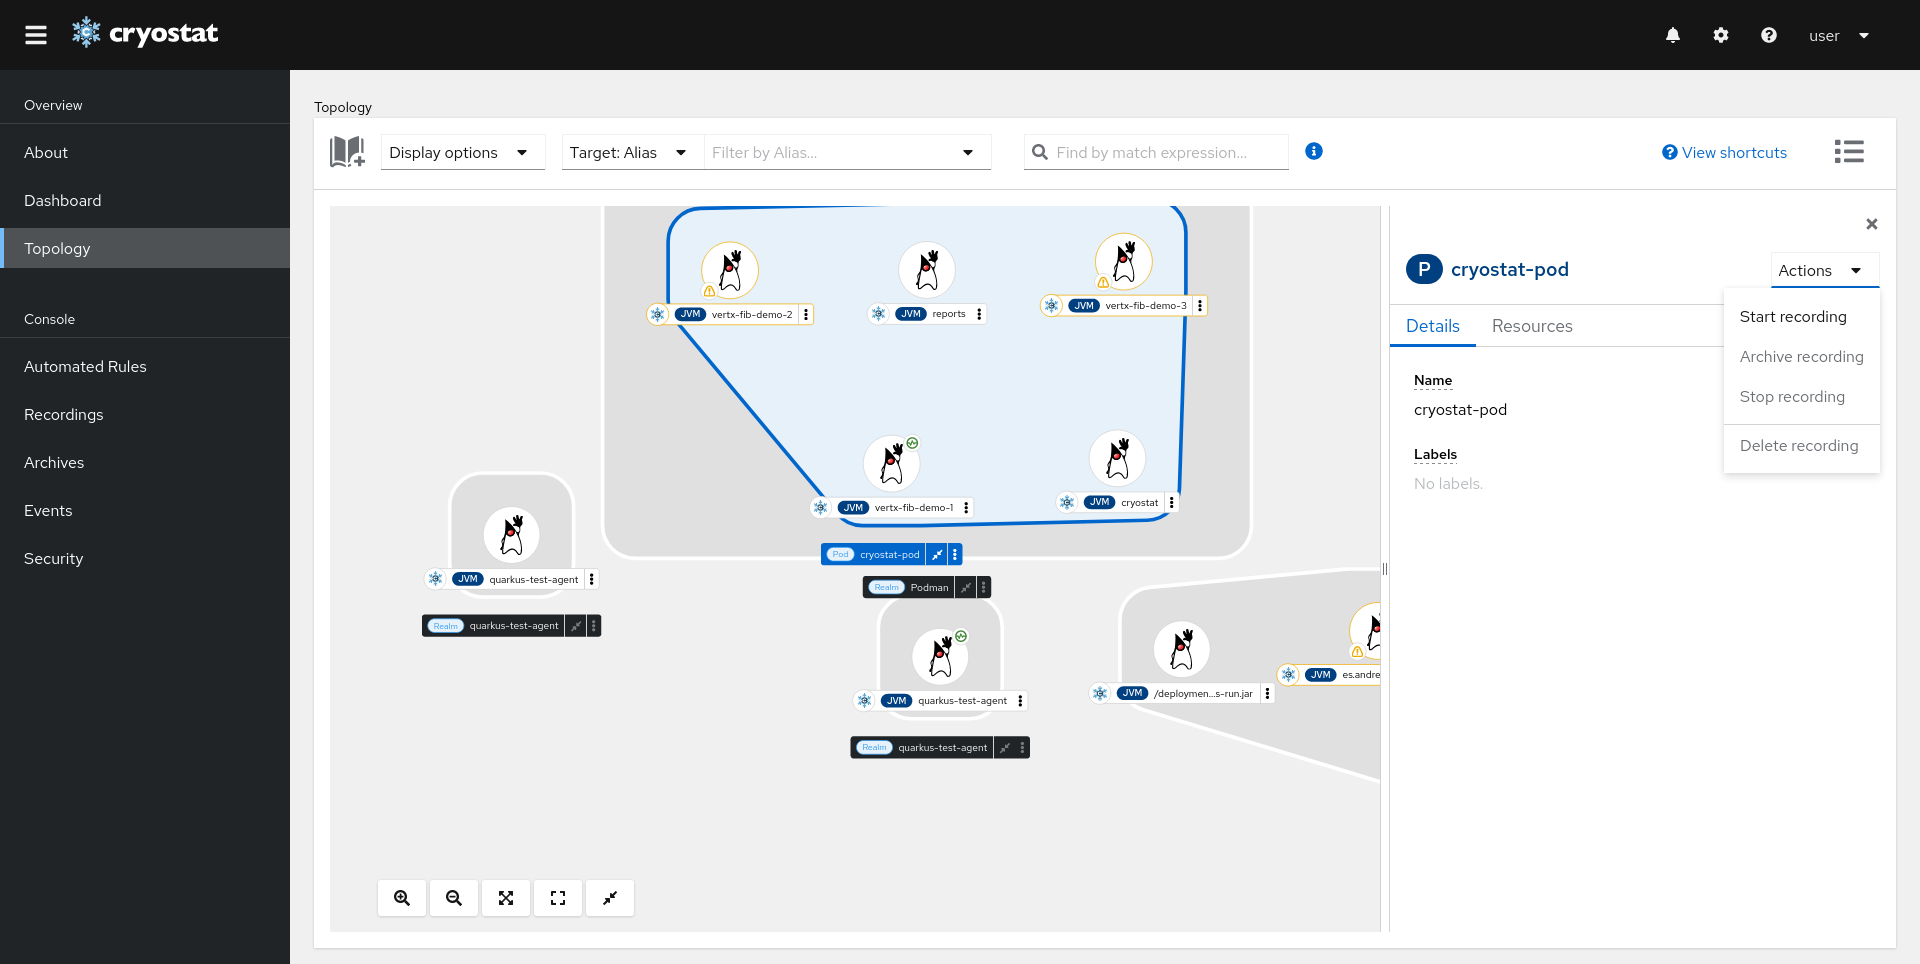 cryostat
user
Overview
About
Dashboard
Topology
Console
Automated Rules
Recordings
Archives
Events
Security
Topology
Display options
Target: Alias
Filter by Alias...
Find by match expression...
View shortcuts
JVM vertx-fib-demo-2
JVM reports
JVM vertx-fib-demo-3
JVM vertx-fib-demo-1
JVM cryostat
Pod cryostat-pod
Realm Podman
JVM quarkus-test-agent
Realm quarkus-test-agent
JVM quarkus-test-agent
Realm quarkus-test-agent
JVM /deploymen...s-run.jar
JVM es.andre
P cryostat-pod
Actions
Start recording
Archive recording
Stop recording
Delete recording
Details
Resources
Name
cryostat-pod
Labels
No labels.